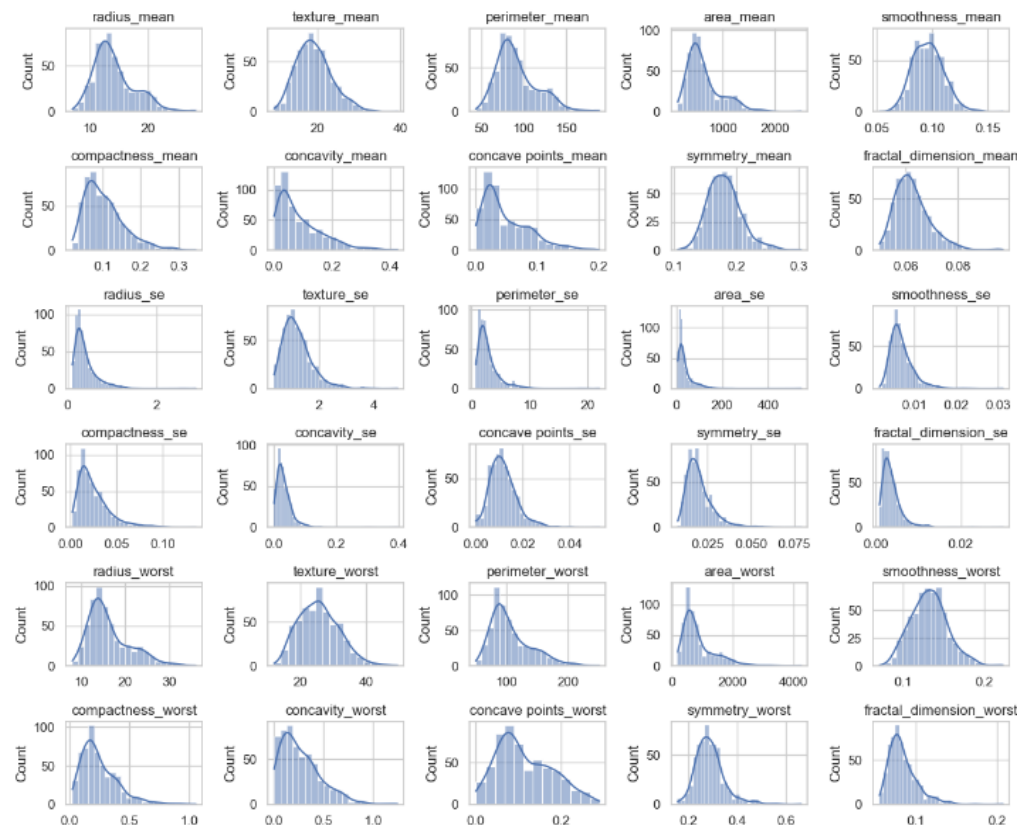 radius_mean texture_mean perimeter_mean area_mean smoothness_mean
Count 50 0 10 20
Count 50 0 20 40
Count 100 50 0 50 100 150
Count 100 50 0 1000 2000
Count 50 0 0.05 0.10 0.15
compactness_mean concavity_mean concave points_mean symmetry_mean fractal_dimension_mean
Count 50 0 0.1 0.2 0.3
Count 100 50 0 0.0 0.2 0.4
Count 100 50 0 0.0 0.1 0.2
Count 50 25 0 0.1 0.2 0.3
Count 50 0 0.06 0.08
radius_se texture_se perimeter_se area_se smoothness_se
Count 100 50 0 0 2
Count 50 0 2 4
Count 100 50 0 0 10 20
Count 100 50 0 0 200 400
Count 50 0 0.01 0.02 0.03
compactness_se concavity_se concave points_se symmetry_se fractal_dimension_se
Count 100 50 0 0.00 0.05 0.10
Count 100 50 0 0.0 0.2 0.4
Count 50 0 0.00 0.02 0.04
Count 50 0 0.025 0.050 0.075
Count 50 0 0.00 0.02
radius_worst texture_worst perimeter_worst area_worst smoothness_worst
Count 100 50 0 10 20 30
Count 50 0 20 40
Count 100 50 0 100 200
Count 100 50 0 0 2000 4000
Count 50 25 0 0.1 0.2
compactness_worst concavity_worst concave points_worst symmetry_worst fractal_dimension_worst
Count 100 50 0 0.0 0.5 1.0
Count 50 0 0.0 0.5 1.0
Count 50 0 0.0 0.2
Count 50 0 0.2 0.4 0.6
Count 50 0 0.1 0.2